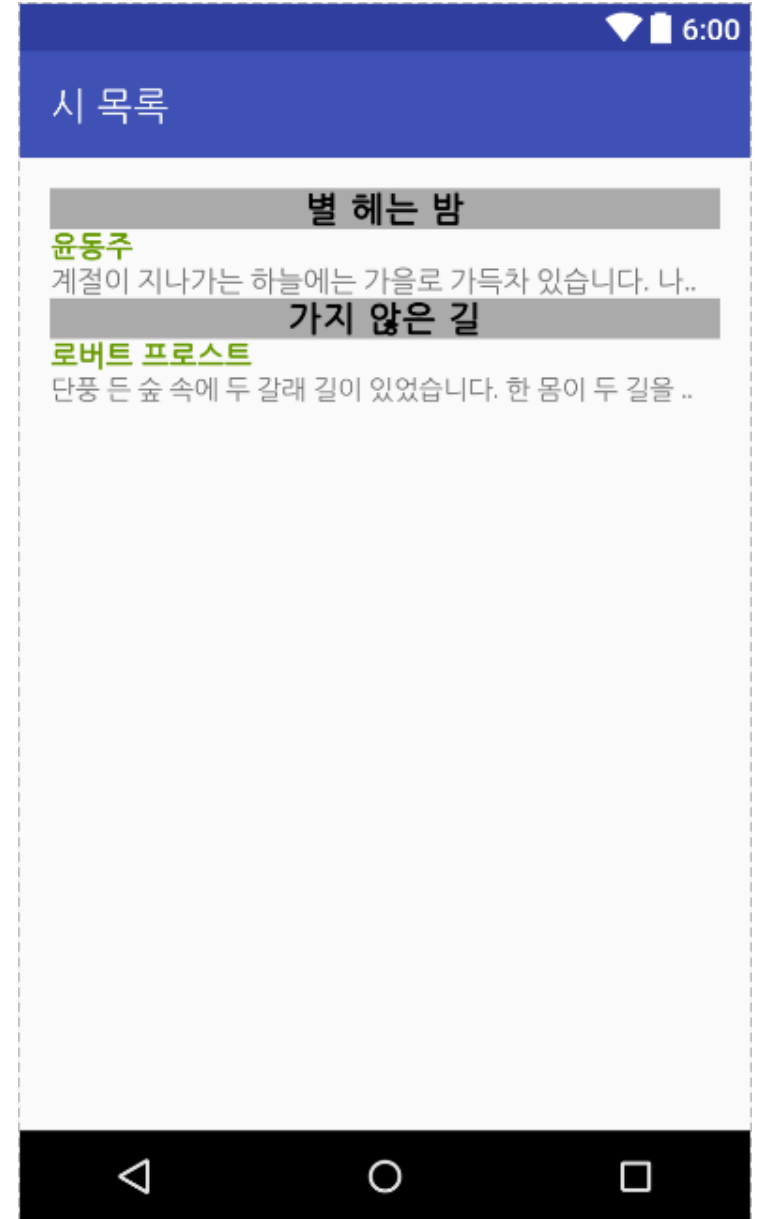 6:00
시 목록
별 헤는 밤
윤동주
계절이 지나가는 하늘에는 가을로 가득차 있습니다. 나..
가지 않은 길
로버트 프로스트
단풍 든 숲 속에 두 갈래 길이 있었습니다. 한 몸이 두 길을 ..